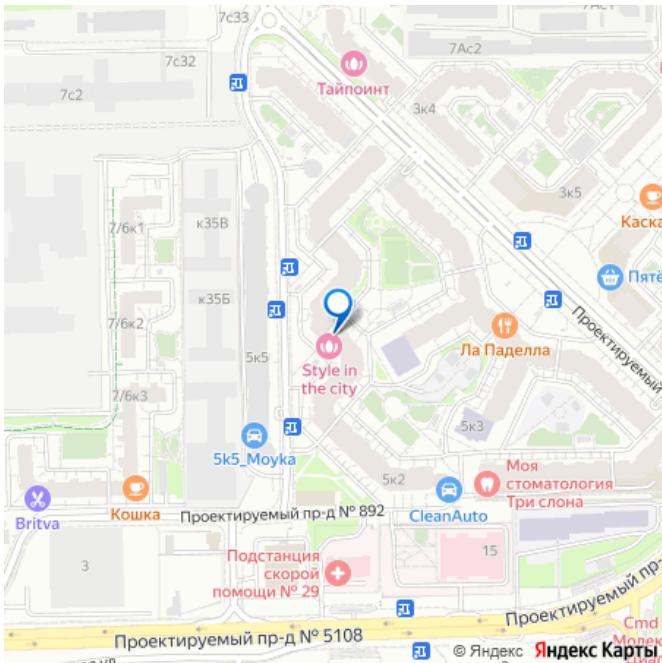 7с33
7Ас2
7Ас1
7с32
7с2
Тайпоинт
3к4
3к5
Каска
7/6к1
к35В
7/6к2
к35Б
Пятё
Проектируемый
Ла Паделла
5к5
Style in
the city
7/6к3
5к3
5k5_Moyka
5к2
Моя
стоматология
Три слона
CleanAuto
Britva
Кошка
Проектируемый пр-д № 892
15
3
Подстанция
скорой
помощи № 29
Проектируемый пр-
Проектируемый пр-д № 5108
Cmd
Молек
© Яндекс Яндекс Карты